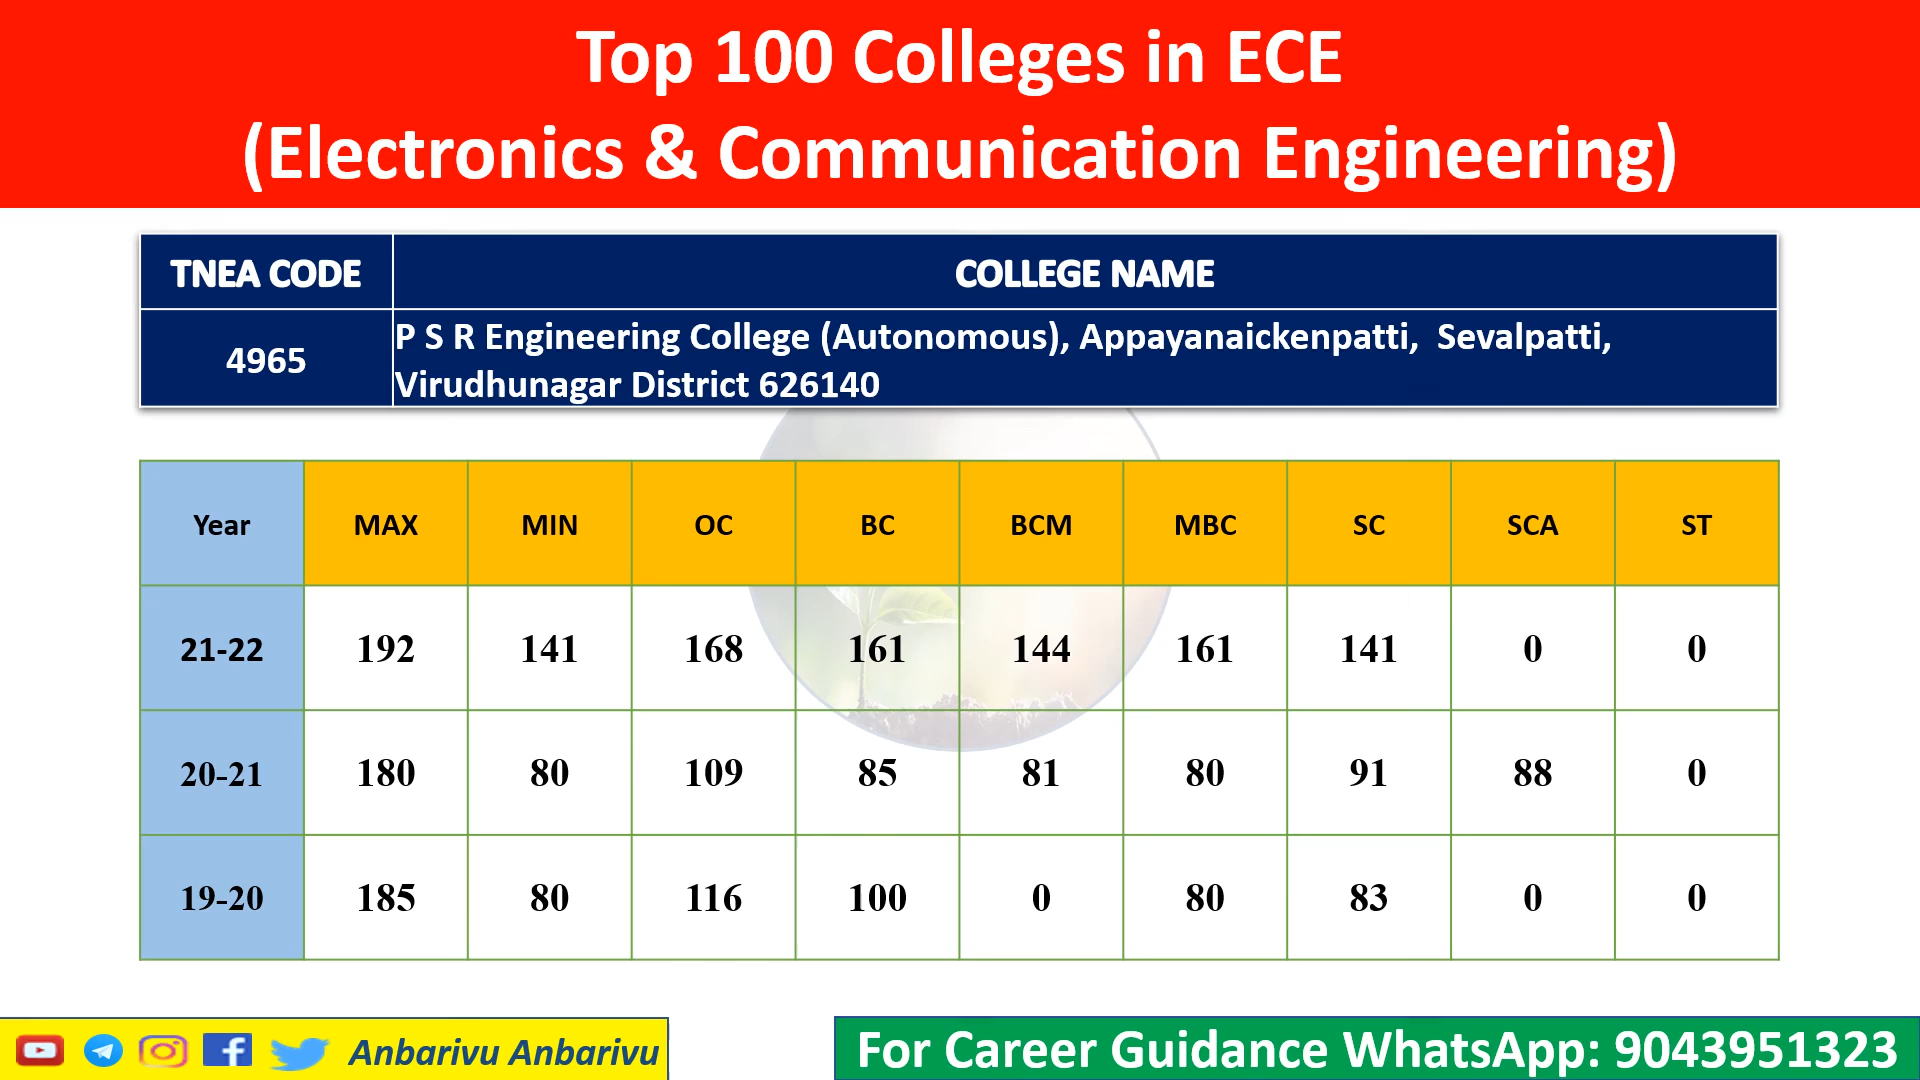 Top 100 Colleges in ECE
(Electronics & Communication Engineering)
TNEA CODE COLLEGE NAME
4965 P S R Engineering College (Autonomous), Appayanaickenpatti, Sevalpatti,
Virudhunagar District 626140
Year MAX MIN OC BC BCM MBC SC SCA ST
21-22 192 141 168 161 144 161 141 0 0
20-21 180 80 109 85 81 80 91 88 0
19-20 185 80 116 100 0 80 83 0 0
Anbarivu Anbarivu
For Career Guidance WhatsApp: 9043951323